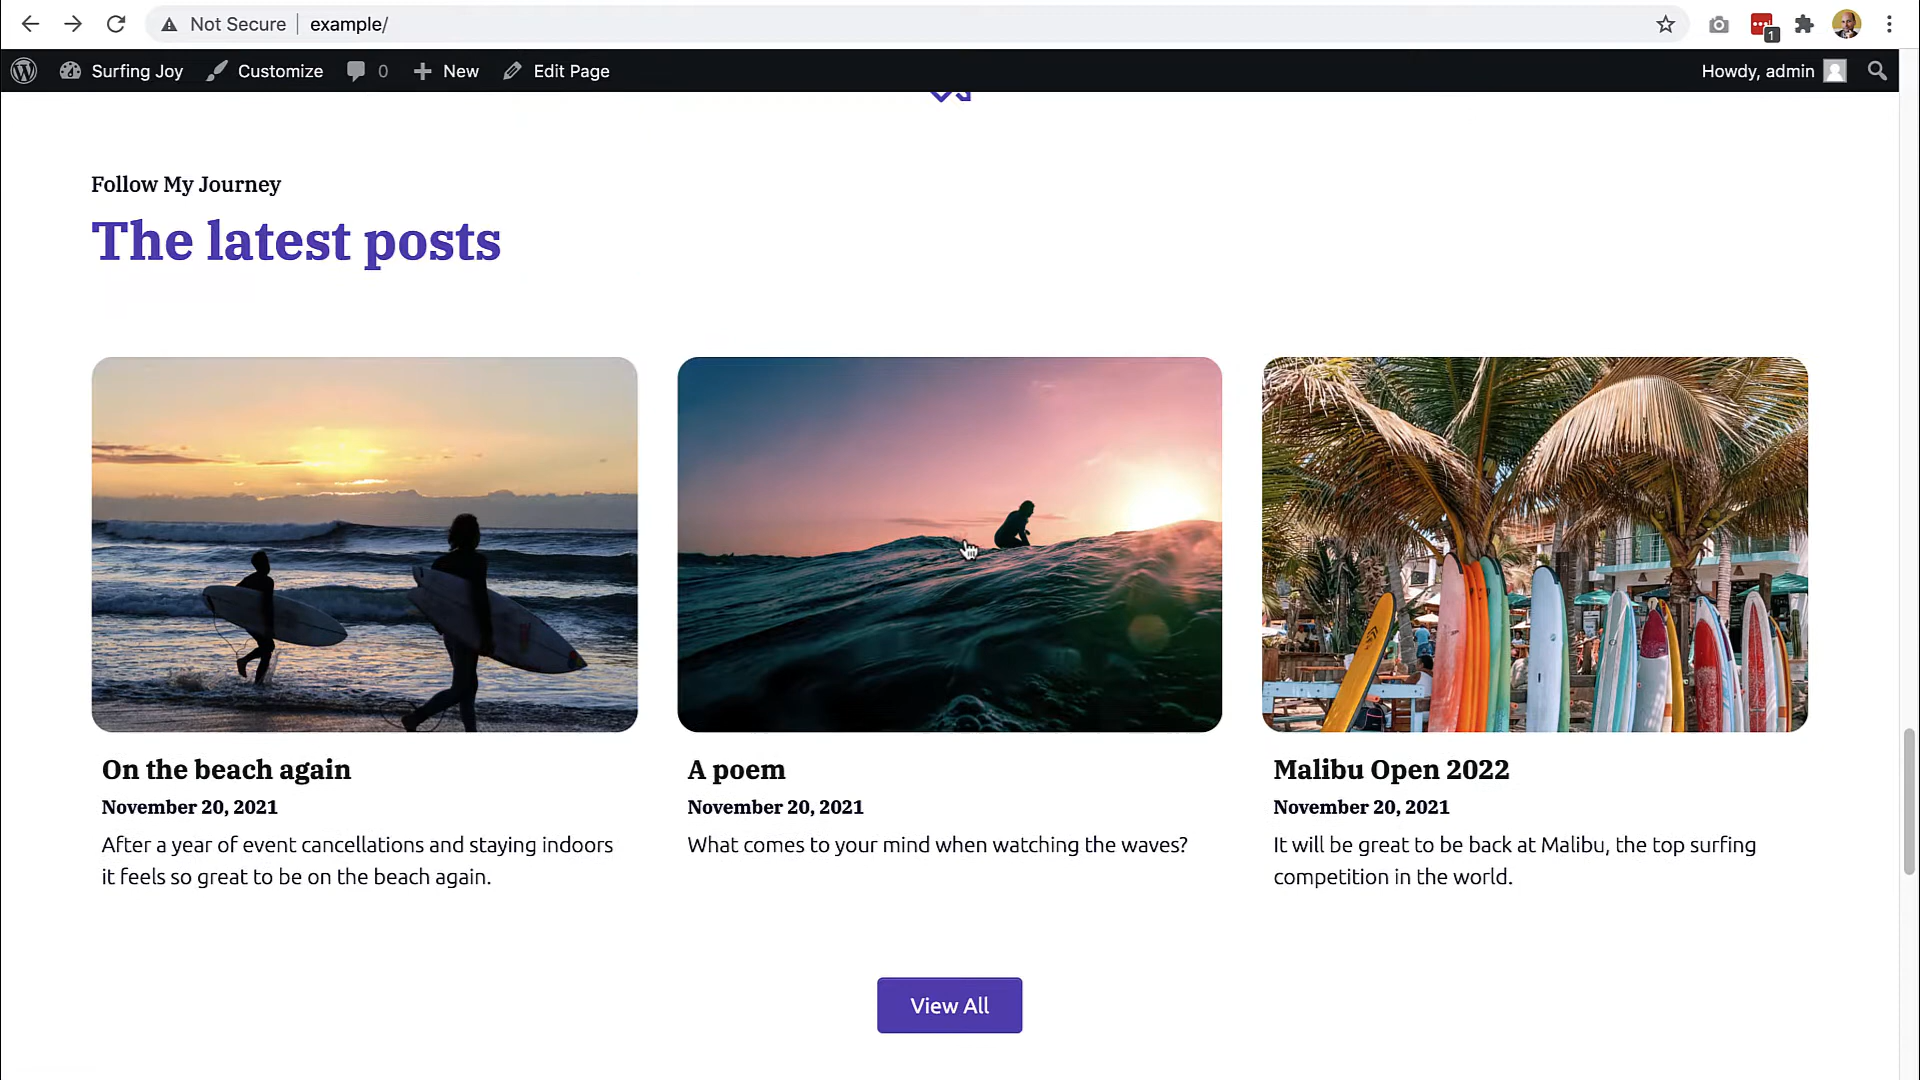 Not Secure
example/
1
Surfing Joy
Customize
0
New
Edit Page
Howdy, admin
Follow My Journey
The latest posts
On the beach again
November 20, 2021
After a year of event cancellations and staying indoors
it feels so great to be on the beach again.
A poem
November 20, 2021
What comes to your mind when watching the waves?
Malibu Open 2022
November 20, 2021
It will be great to be back at Malibu, the top surfing
competition in the world.
View All